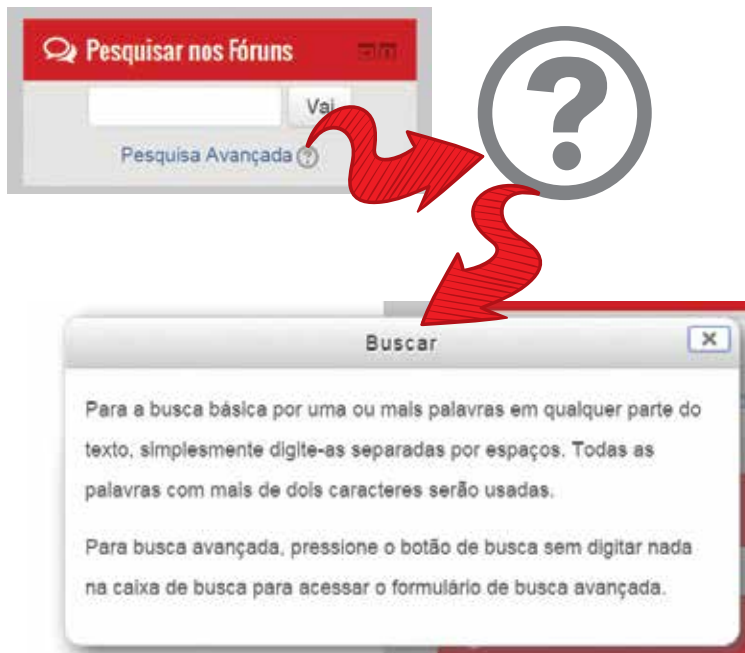 Pesquisar nos Fóruns
Vai
Pesquisa Avançada ?
?
Buscar
Para a busca básica por uma ou mais palavras em qualquer parte do
texto, simplesmente digite-as separadas por espaços. Todas as
palavras com mais de dois caracteres serão usadas.
Para busca avançada, pressione o botão de busca sem digitar nada
na caixa de busca para acessar o formulário de busca avançada.